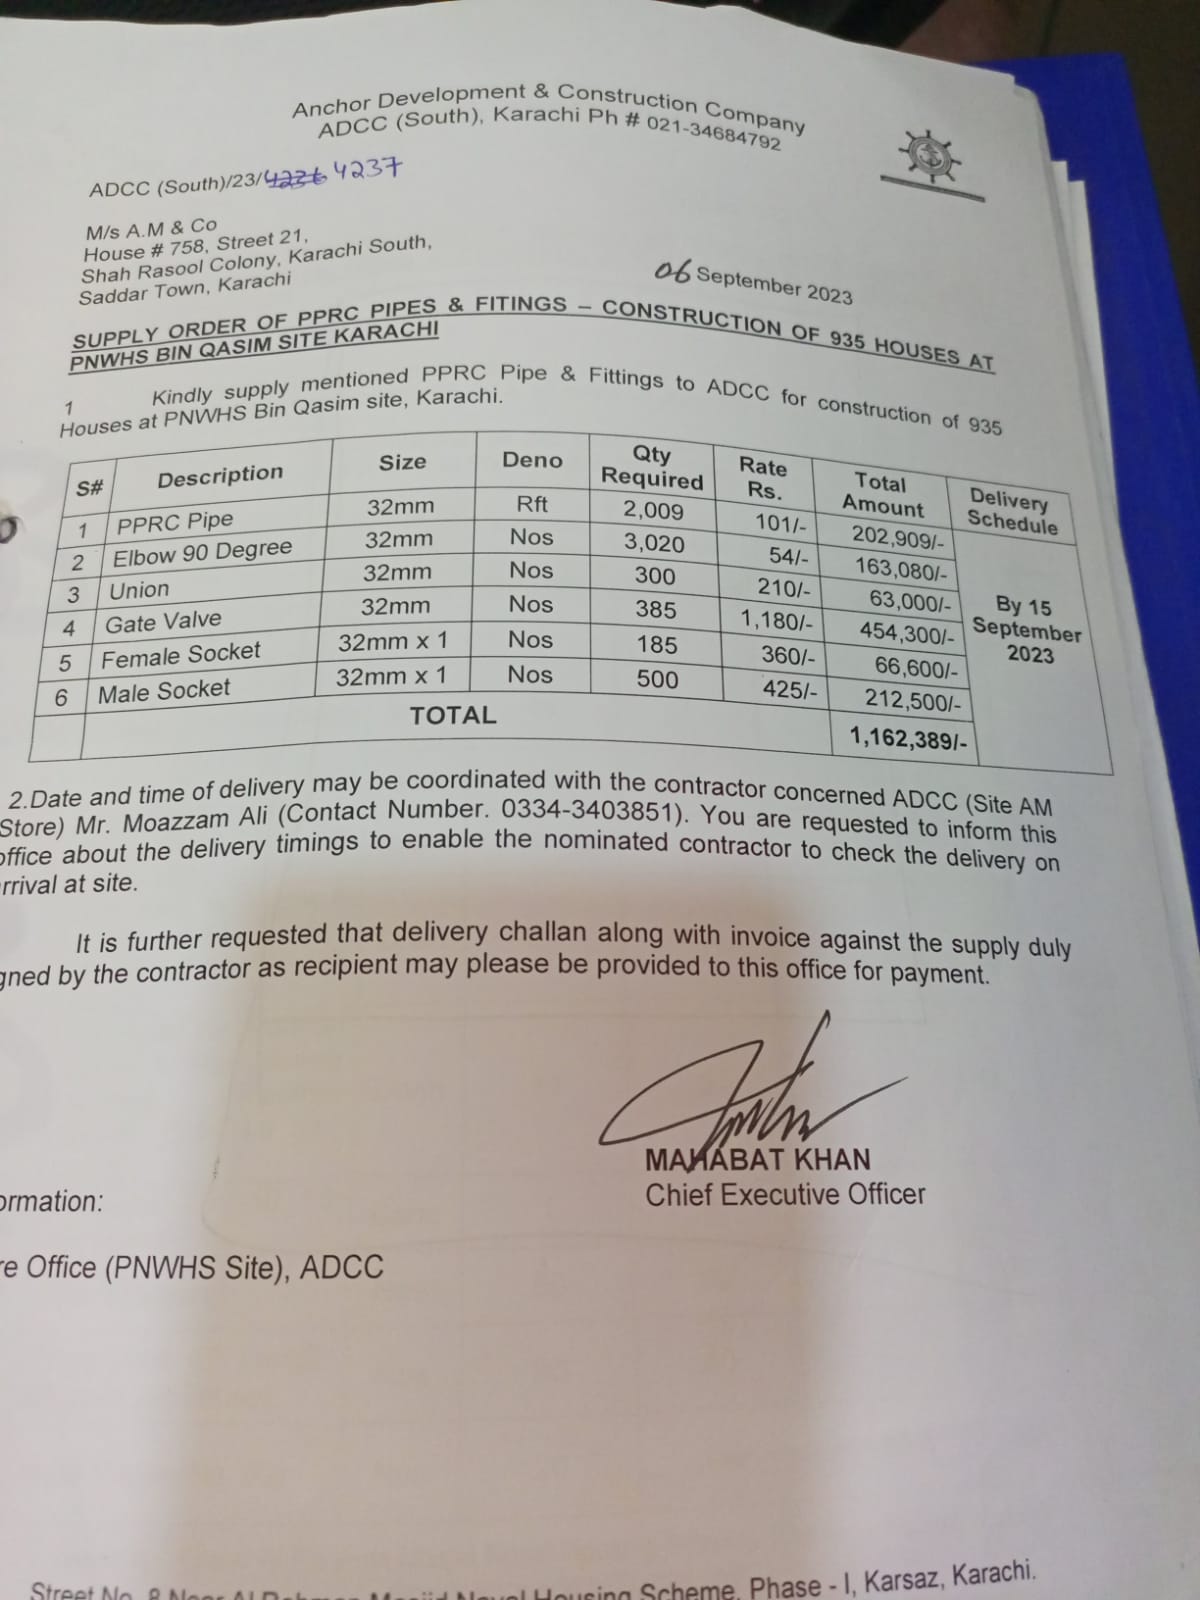 Anchor Development & Construction Company
ADCC (South), Karachi Ph # 021-34684792
ADCC (South)/23/4236 4237
M/s A.M & Co
House # 758, Street 21,
Shah Rasool Colony, Karachi South,
Saddar Town, Karachi
06 September 2023
SUPPLY ORDER OF PPRC PIPES & FITINGS – CONSTRUCTION OF 935 HOUSES AT
PNWHS BIN QASIM SITE KARACHI
1 Kindly supply mentioned PPRC Pipe & Fittings to ADCC for construction of 935
Houses at PNWHS Bin Qasim site, Karachi.
S# Description Size Deno Qty Required Rate Rs. Total Amount Delivery Schedule
1 PPRC Pipe 32mm Rft 2,009 101/- 202,909/-
2 Elbow 90 Degree 32mm Nos 3,020 54/- 163,080/-
3 Union 32mm Nos 300 210/- 63,000/-
4 Gate Valve 32mm Nos 385 1,180/- 454,300/-
5 Female Socket 32mm x 1 Nos 185 360/- 66,600/-
6 Male Socket 32mm x 1 Nos 500 425/- 212,500/-
By 15
September
2023
TOTAL 1,162,389/-
2.Date and time of delivery may be coordinated with the contractor concerned ADCC (Site AM
Store) Mr. Moazzam Ali (Contact Number. 0334-3403851). You are requested to inform this
office about the delivery timings to enable the nominated contractor to check the delivery on
rrival at site.
It is further requested that delivery challan along with invoice against the supply duly
gned by the contractor as recipient may please be provided to this office for payment.
MAHABAT KHAN
Chief Executive Officer
ormation:
re Office (PNWHS Site), ADCC
Street No. 8 Near Al Masjid Naval Housing Scheme, Phase - I, Karsaz, Karachi.